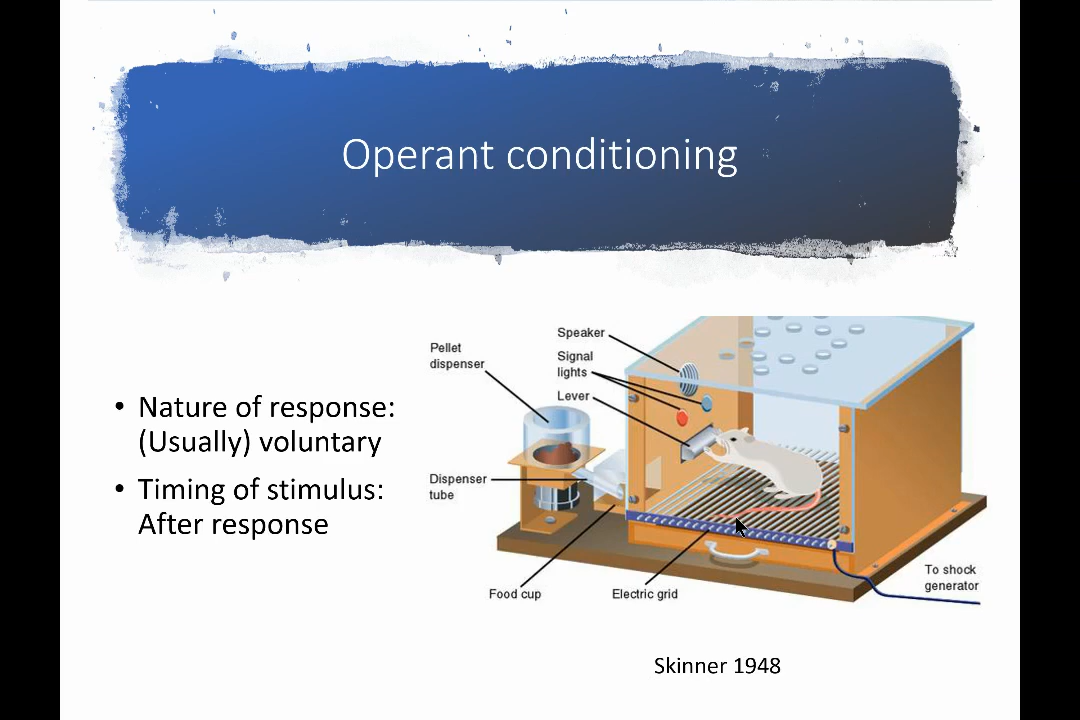 Operant conditioning
• Nature of response:
(Usually) voluntary
• Timing of stimulus:
After response
Pellet
dispenser
Speaker
Signal
lights
Lever
Dispenser
tube
Food cup
Electric grid
To shock
generator
Skinner 1948